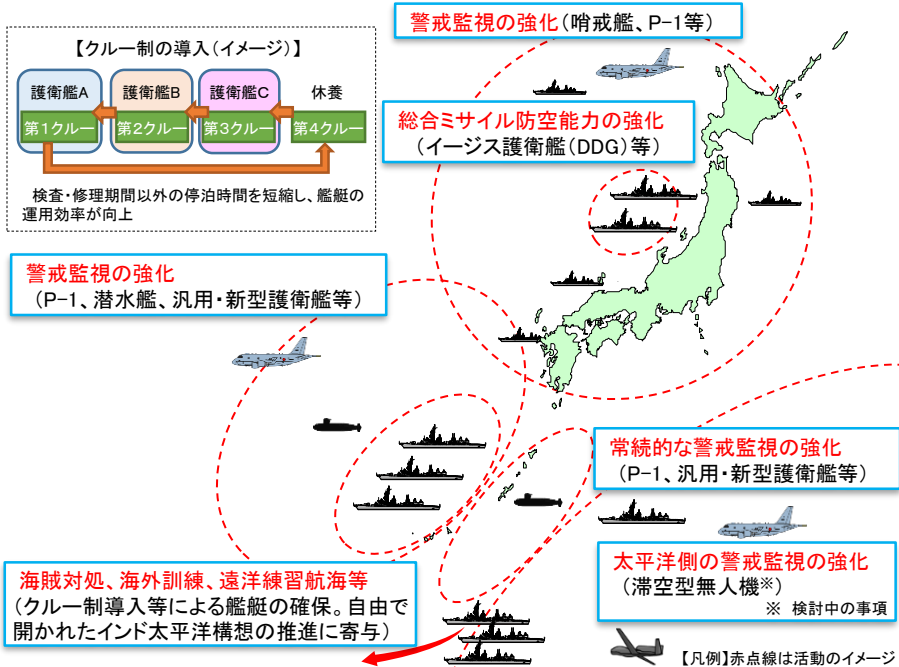 【クルー制の導入（イメージ）】
護衛艦A
護衛艦B
護衛艦C
休養
第1クルー
第2クルー
第3クルー
第4クルー
検査・修理期間以外の停泊時間を短縮し、艦艇の
運用効率が向上
警戒監視の強化（哨戒艦、P-1等）
総合ミサイル防空能力の強化
（イージス護衛艦（DDG）等）
警戒監視の強化
（P-1、潜水艦、汎用・新型護衛艦等）
常続的な警戒監視の強化
（P-1、汎用・新型護衛艦等）
太平洋側の警戒監視の強化
（滞空型無人機※）
※ 検討中の事項
海賊対処、海外訓練、遠洋練習航海等
（クルー制導入等による艦艇の確保。自由で
開かれたインド太平洋構想の推進に寄与）
【凡例】赤点線は活動のイメージ